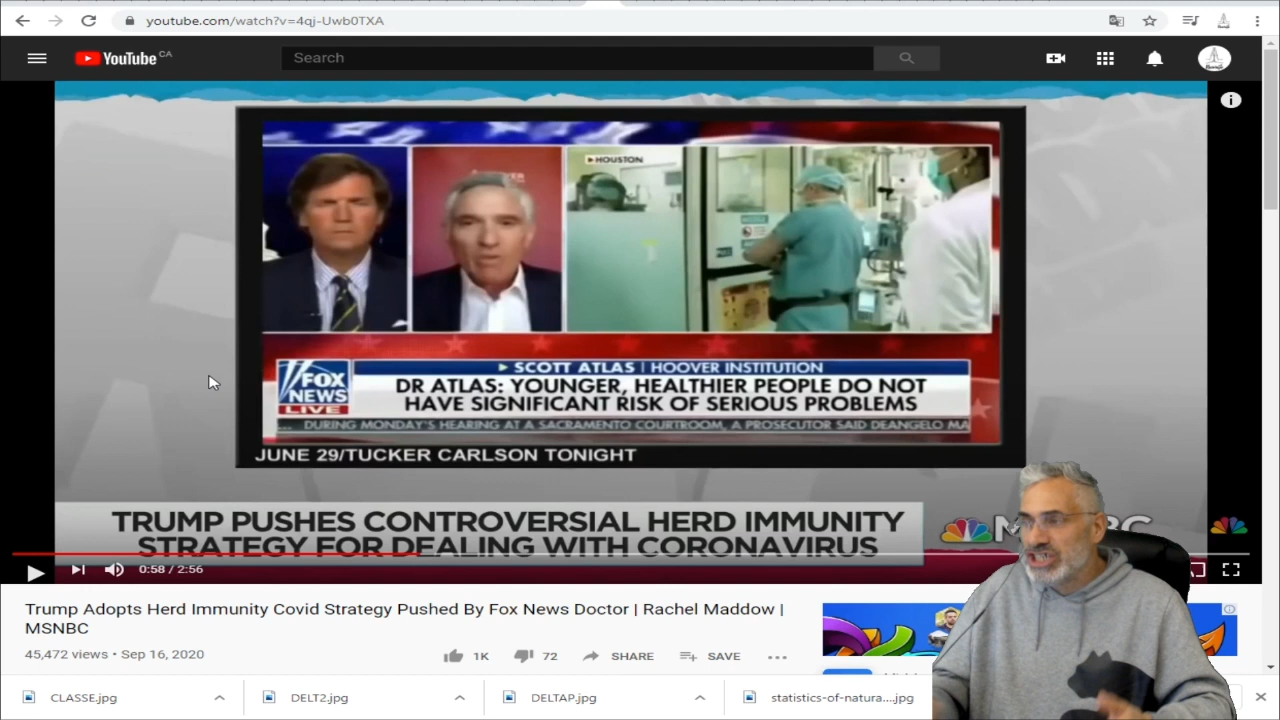 youtube.com/watch?v=4qj-Uwb0TXA
YouTube CA
Search
HOUSTON
SCOTT ATLAS | HOOVER INSTITUTION
FOX
NEWS
LIVE
DR ATLAS: YOUNGER, HEALTHIER PEOPLE DO NOT
HAVE SIGNIFICANT RISK OF SERIOUS PROBLEMS
... DURING MONDAY'S HEARING AT A SACRAMENTO COURTROOM, A PROSECUTOR SAID DEANGELO MA
JUNE 29/TUCKER CARLSON TONIGHT
TRUMP PUSHES CONTROVERSIAL HERD IMMUNITY
STRATEGY FOR DEALING WITH CORONAVIRUS
0:58 / 2:56
Trump Adopts Herd Immunity Covid Strategy Pushed By Fox News Doctor | Rachel Maddow |
MSNBC
45,472 views • Sep 16, 2020
1K
72
SHARE
SAVE
CLASSE.jpg
DELT2.jpg
DELTAP.jpg
statistics-of-natura....jpg